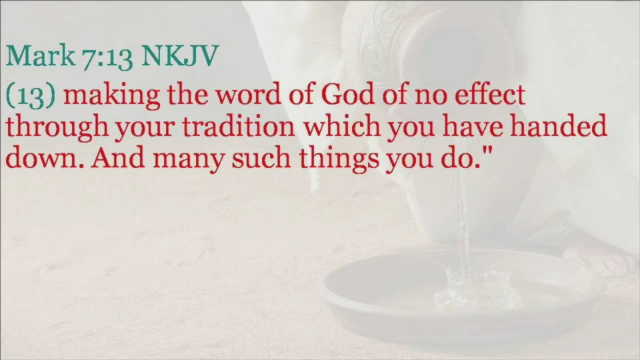 Mark 7:13 NKJV
(13) making the word of God of no effect
through your tradition which you have handed
down. And many such things you do."